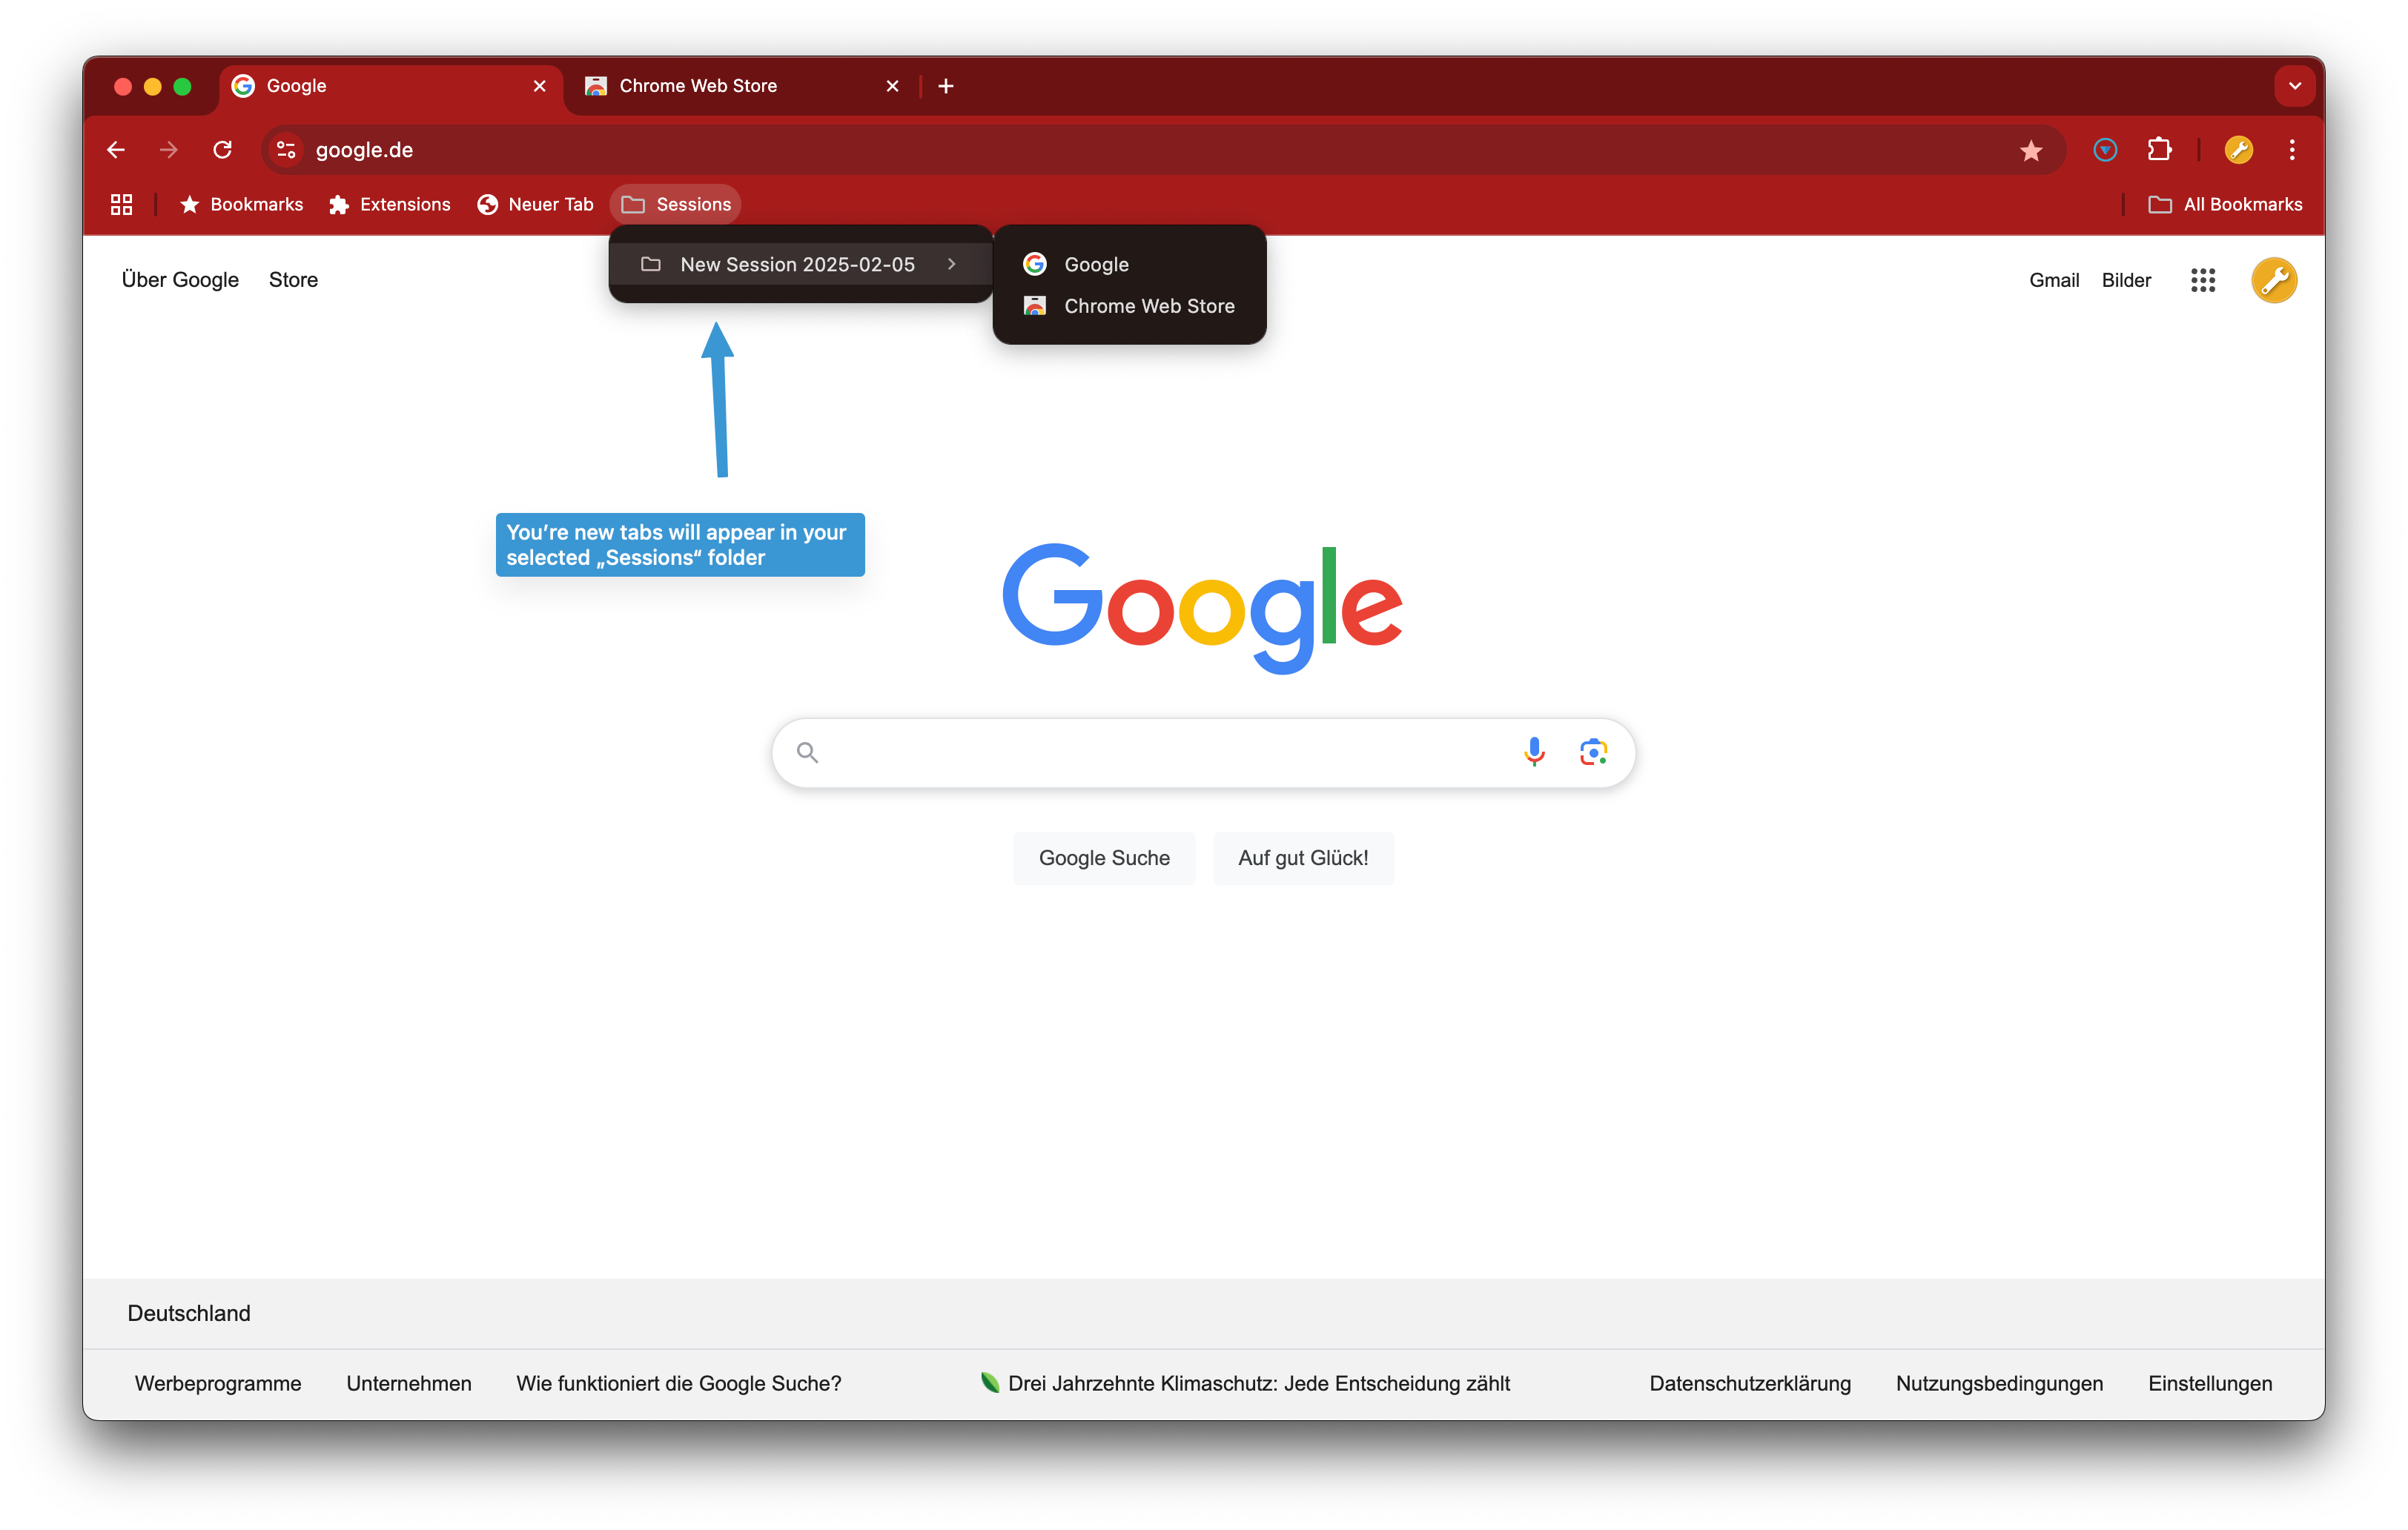 Google
Chrome Web Store
google.de
Bookmarks
Extensions
Neuer Tab
Sessions
All Bookmarks
New Session 2025-02-05
Google
Chrome Web Store
Über Google
Store
Gmail
Bilder
You’re new tabs will appear in your
selected „Sessions“ folder
Google
Google Suche
Auf gut Glück!
Deutschland
Werbeprogramme
Unternehmen
Wie funktioniert die Google Suche?
Drei Jahrzehnte Klimaschutz: Jede Entscheidung zählt
Datenschutzerklärung
Nutzungsbedingungen
Einstellungen